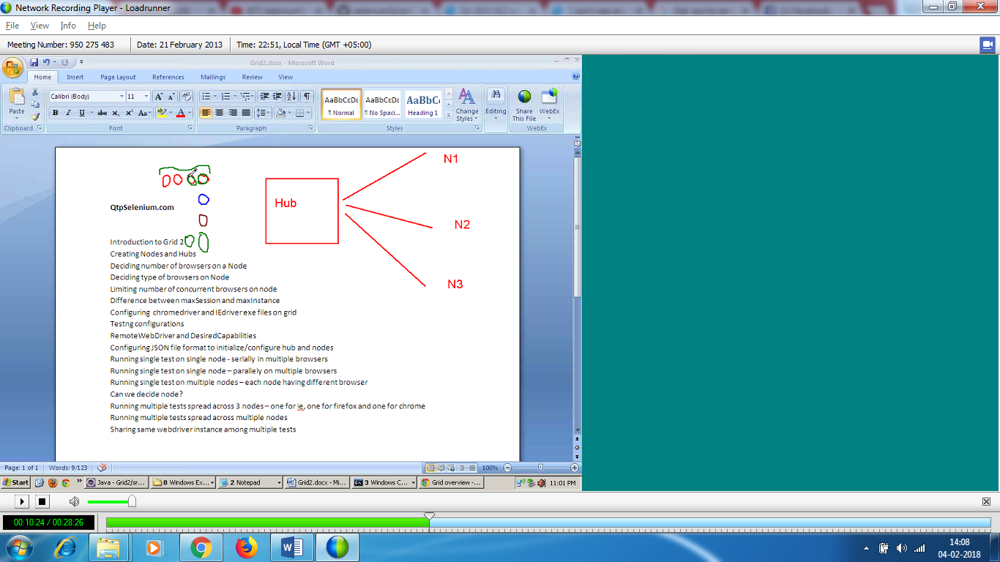 Network Recording Player - Loadrunner
File View Info Help
Meeting Number: 950 275 483 Date: 21 February 2013 Time: 22:51, Local Time (GMT +05:00)
Grid2.docx - Microsoft Word
Home Insert Page Layout References Mailings Review View
Calibri (Body) 11
Paste
Clipboard Font Paragraph Styles WebEx
AaBbCcDc AaBbCcDc AaBbCc
¶ Normal ¶ No Spaci... Heading 1
Change Styles Editing Share This File WebEx
N1
Hub
QtpSelenium.com
N2
Introduction to Grid 2
Creating Nodes and Hubs
Deciding number of browsers on a Node
Deciding type of browsers on Node
N3
Limiting number of concurrent browsers on node
Difference between maxSession and maxInstance
Configuring chromedriver and IEdriver exe files on grid
Testng configurations
RemoteWebDriver and DesiredCapabilities
Configuring JSON file format to initialize/configure hub and nodes
Running single test on single node - serially in multiple browsers
Running single test on single node – parallely on multiple browsers
Running single test on multiple nodes – each node having different browser
Can we decide node?
Running multiple tests spread across 3 nodes – one for ie, one for firefox and one for chrome
Running multiple tests spread across multiple nodes
Sharing same webdriver instance among multiple tests
Page: 1 of 1 Words: 9/123 100%
Start Java - Grid2/sr... 8 Windows Ex... 2 Notepad Grid2.docx - Mi... 3 Windows C... Grid overview -... 11:01 PM
00:10:24 / 00:28:26
14:08
04-02-2018